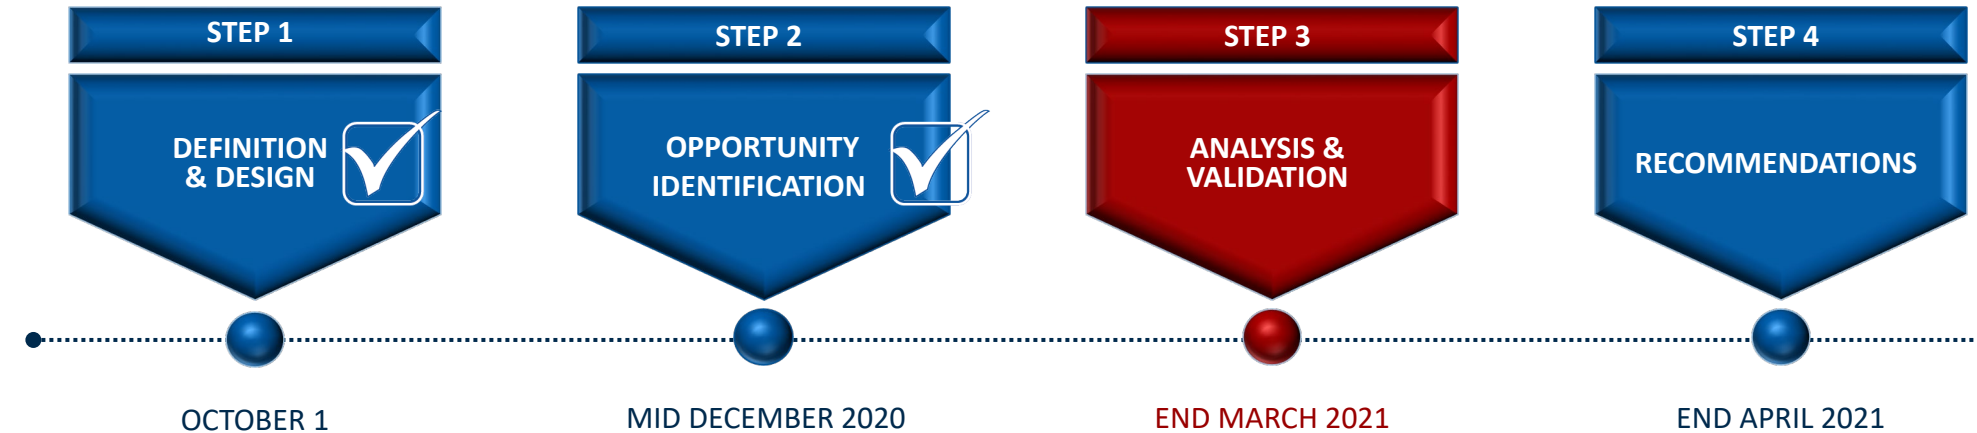 STEP 1
STEP 2
STEP 3
STEP 4
DEFINITION
& DESIGN
OPPORTUNITY
IDENTIFICATION
ANALYSIS &
VALIDATION
RECOMMENDATIONS
OCTOBER 1
MID DECEMBER 2020
END MARCH 2021
END APRIL 2021